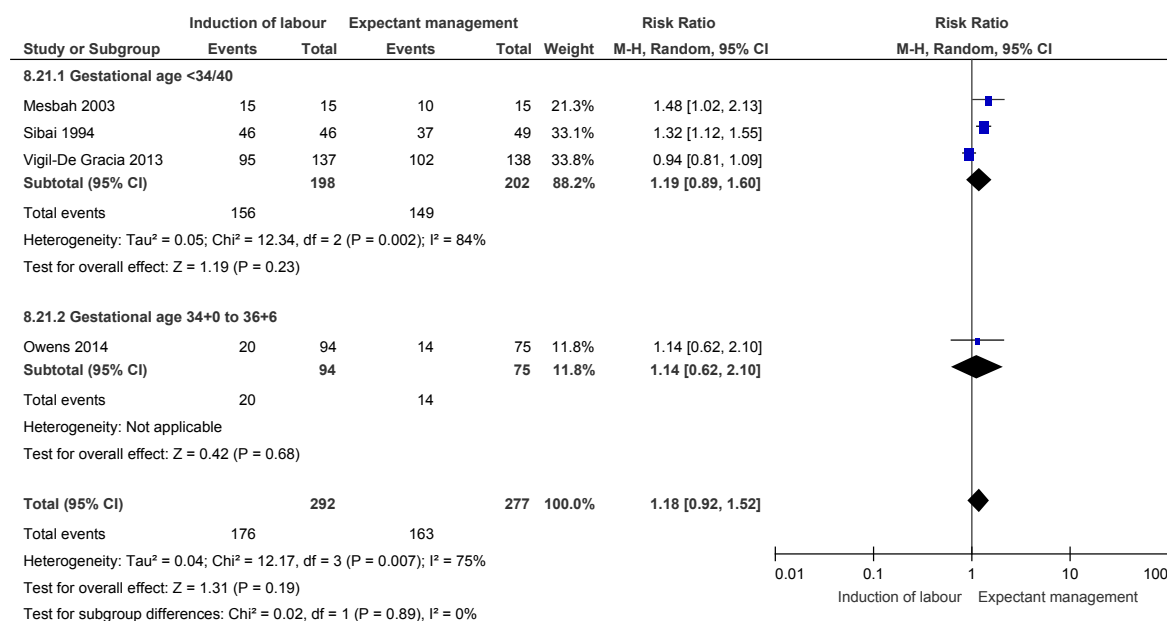 Induction of labour Expectant management Risk Ratio Risk Ratio
Study or Subgroup Events Total Events Total Weight M-H, Random, 95% CI M-H, Random, 95% CI
8.21.1 Gestational age <34/40
Mesbah 2003 15 15 10 15 21.3% 1.48 [1.02, 2.13]
Sibai 1994 46 46 37 49 33.1% 1.32 [1.12, 1.55]
Vigil-De Gracia 2013 95 137 102 138 33.8% 0.94 [0.81, 1.09]
Subtotal (95% CI) 198 202 88.2% 1.19 [0.89, 1.60]
Total events 156 149
Heterogeneity: Tau² = 0.05; Chi² = 12.34, df = 2 (P = 0.002); I² = 84%
Test for overall effect: Z = 1.19 (P = 0.23)
8.21.2 Gestational age 34+0 to 36+6
Owens 2014 20 94 14 75 11.8% 1.14 [0.62, 2.10]
Subtotal (95% CI) 94 75 11.8% 1.14 [0.62, 2.10]
Total events 20 14
Heterogeneity: Not applicable
Test for overall effect: Z = 0.42 (P = 0.68)
Total (95% CI) 292 277 100.0% 1.18 [0.92, 1.52]
Total events 176 163
Heterogeneity: Tau² = 0.04; Chi² = 12.17, df = 3 (P = 0.007); I² = 75%
Test for overall effect: Z = 1.31 (P = 0.19)
Test for subgroup differences: Chi² = 0.02, df = 1 (P = 0.89), I² = 0%
0.01 0.1 1 10 100
Induction of labour Expectant management